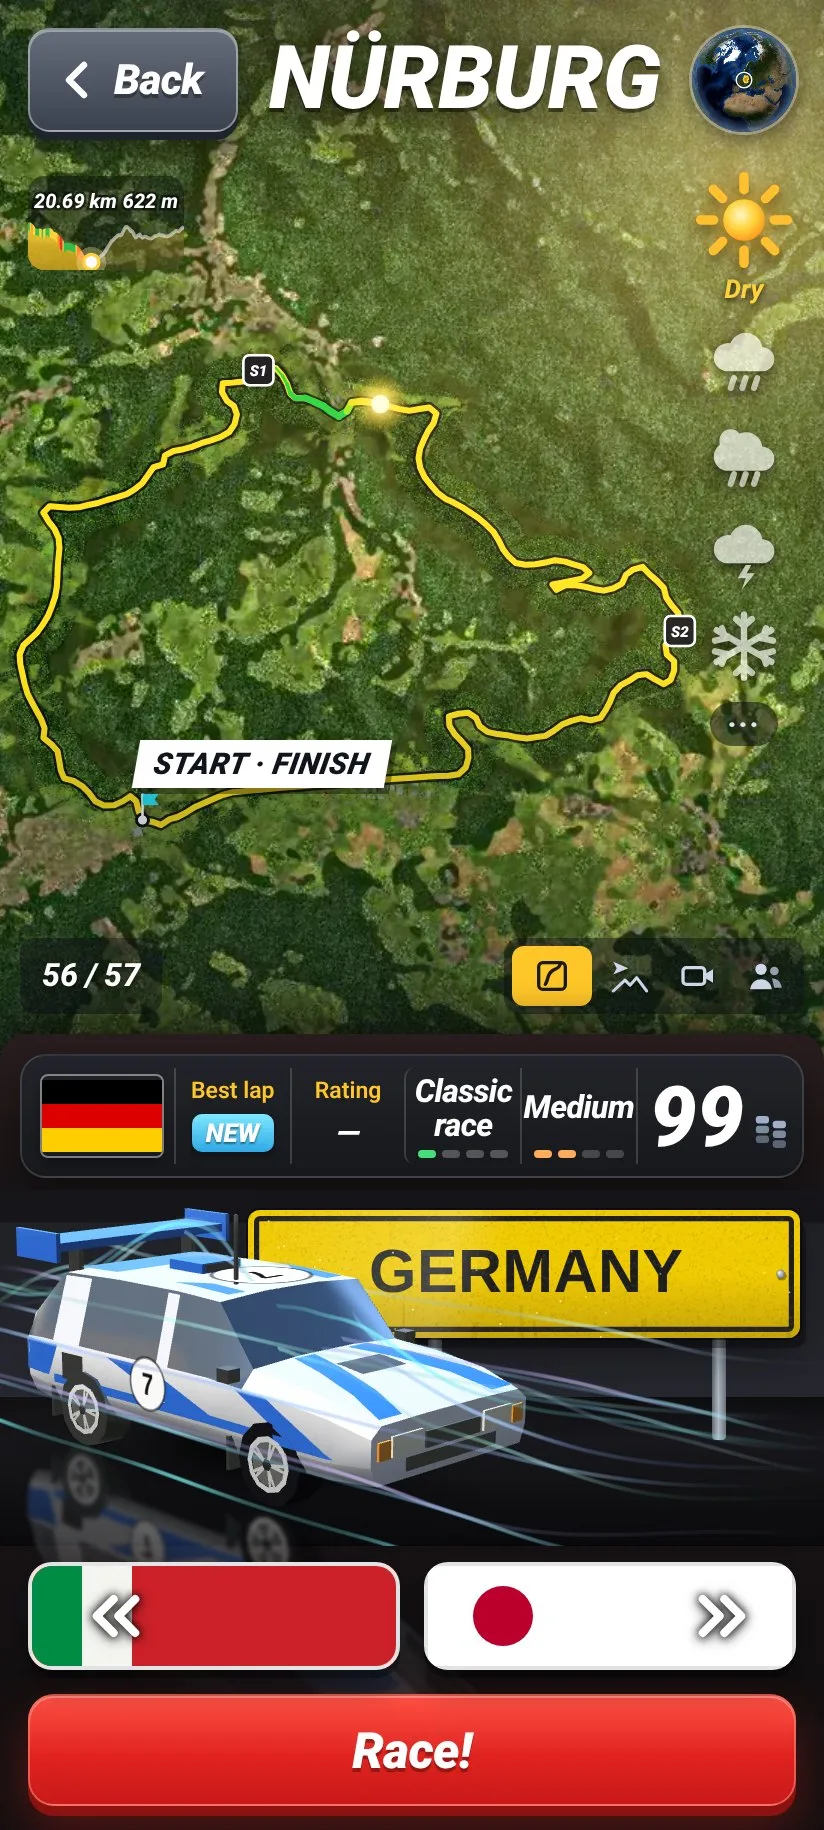 Back
NÜRBURG
20.69 km 622 m
Dry
S1
S2
START · FINISH
56 / 57
Best lap
NEW
Rating
–
Classic
race
Medium
99
GERMANY
7
Race!